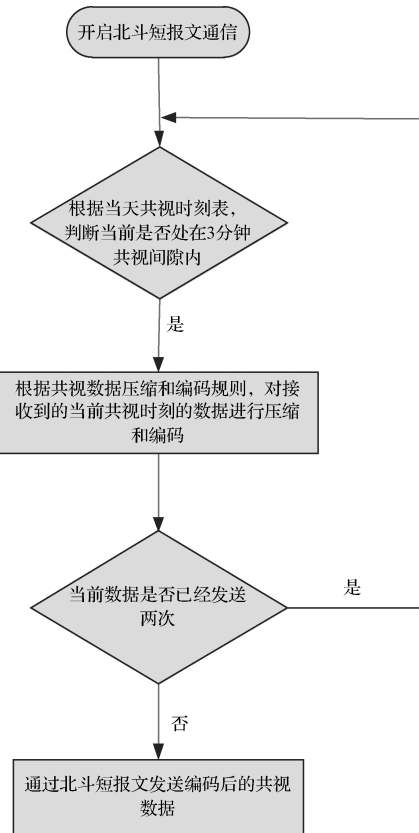 开启北斗短报文通信
根据当天共视时刻表，
判断当前是否处在3分钟
共视间隙内
是
根据共视数据压缩和编码规则，对接
收到的当前共视时刻的数据进行压缩
和编码
当前数据是否已经发送
两次
是
否
通过北斗短报文发送编码后的共视
数据